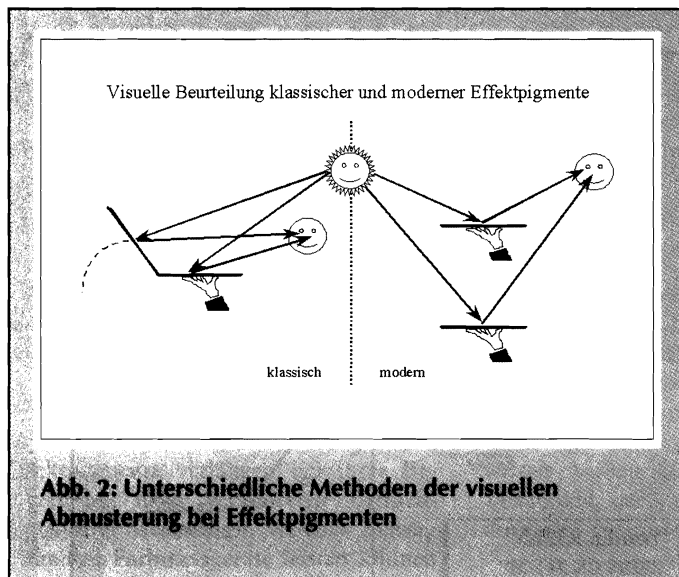 Visuelle Beurteilung klassischer und moderner Effektpigmente
klassisch
modern
Abb. 2: Unterschiedliche Methoden der visuellen
Abmusterung bei Effektpigmenten